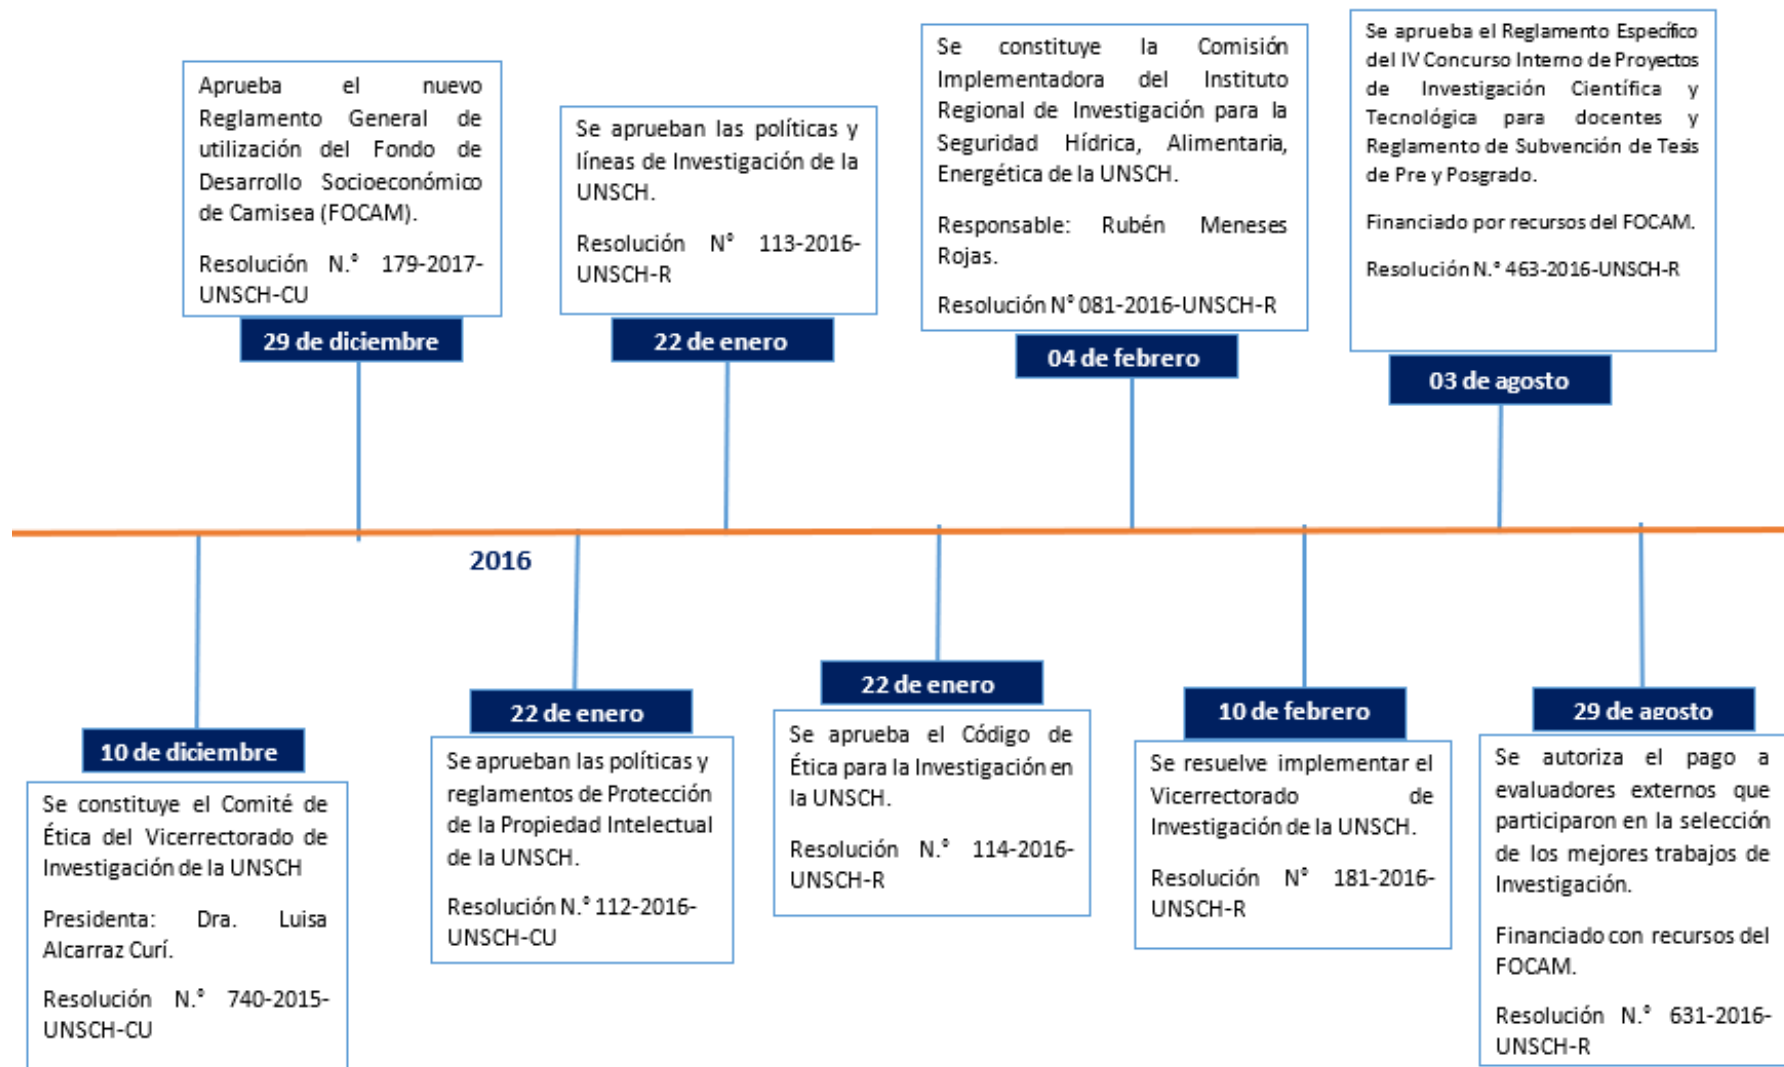 Aprueba el nuevo
Reglamento General de
utilización del Fondo de
Desarrollo Socioeconómico
de Camisea (FOCAM).
Resolución N.° 179-2017-
UNSCH-CU
29 de diciembre
Se aprueban las políticas y
líneas de Investigación de la
UNSCH.
Resolución N° 113-2016-
UNSCH-R
22 de enero
Se constituye la Comisión
Implementadora del Instituto
Regional de Investigación para la
Seguridad Hídrica, Alimentaria,
Energética de la UNSCH.
Responsable: Rubén Meneses
Rojas.
Resolución N° 081-2016-UNSCH-R
04 de febrero
Se aprueba el Reglamento Específico
del IV Concurso Interno de Proyectos
de Investigación Científica y
Tecnológica para docentes y
Reglamento de Subvención de Tesis
de Pre y Posgrado.
Financiado por recursos del FOCAM.
Resolución N.° 463-2016-UNSCH-R
03 de agosto
2016
10 de diciembre
Se constituye el Comité de
Ética del Vicerrectorado de
Investigación de la UNSCH
Presidenta: Dra. Luisa
Alcarraz Curí.
Resolución N.° 740-2015-
UNSCH-CU
22 de enero
Se aprueban las políticas y
reglamentos de Protección
de la Propiedad Intelectual
de la UNSCH.
Resolución N.° 112-2016-
UNSCH-CU
22 de enero
Se aprueba el Código de
Ética para la Investigación en
la UNSCH.
Resolución N.° 114-2016-
UNSCH-R
10 de febrero
Se resuelve implementar el
Vicerrectorado de
Investigación de la UNSCH.
Resolución N° 181-2016-
UNSCH-R
29 de agosto
Se autoriza el pago a
evaluadores externos que
participaron en la selección
de los mejores trabajos de
Investigación.
Financiado con recursos del
FOCAM.
Resolución N.° 631-2016-
UNSCH-R